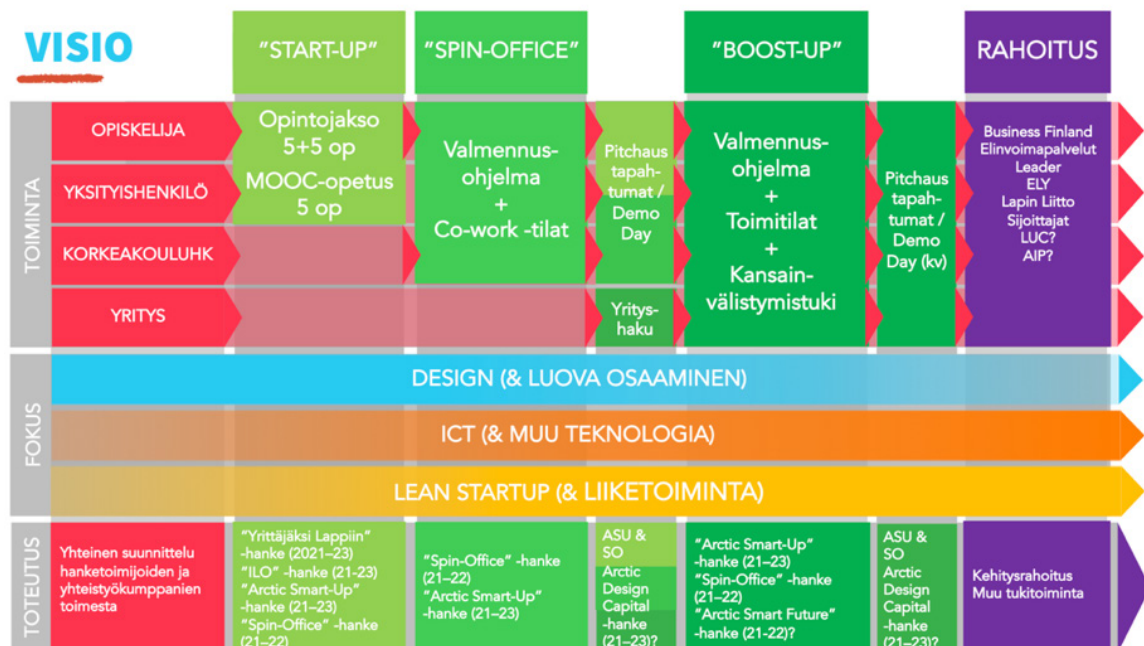 VISIO
"START-UP"
"SPIN-OFFICE"
"BOOST-UP"
RAHOITUS
TOIMINTA
OPISKELIJA
YKSITYISHENKILÖ
KORKEAKOULUHK
YRITYS
Opintojakso
5+5 op
MOOC-opetus
5 op
Valmennus-
ohjelma
+
Co-work -tilat
Pitchaus
tapah-
tumat /
Demo
Day
Yritys-
haku
Valmennus-
ohjelma
+
Toimitilat
+
Kansain-
välistymistuki
Pitchaus
tapah-
tumat /
Demo
Day (kv)
Business Finland
Elinvoimapalvelut
Leader
ELY
Lapin Liitto
Sijoittajat
LUC?
AIP?
FOKUS
DESIGN (& LUOVA OSAAMINEN)
ICT (& MUU TEKNOLOGIA)
LEAN STARTUP (& LIIKETOIMINTA)
TOTEUTUS
Yhteinen suunnittelu
hanketoimijoiden ja
yhteistyökumppanien
toimesta
"Yrittäjäksi Lappiin"
-hanke (2021–23)
"ILO" -hanke (21-23)
"Arctic Smart-Up"
-hanke (21–23)
"Spin-Office" -hanke
(21–22)
"Spin-Office" -hanke
(21–22)
"Arctic Smart-Up"
-hanke (21–23)
ASU &
SO
Arctic
Design
Capital
-hanke
(21–23)?
"Arctic Smart-Up"
-hanke (21–23)
"Spin-Office" -hanke
(21–22)
"Arctic Smart Future"
-hanke (21-22)?
ASU &
SO
Arctic
Design
Capital
-hanke
(21–23)?
Kehitysrahoitus
Muu tukitoiminta